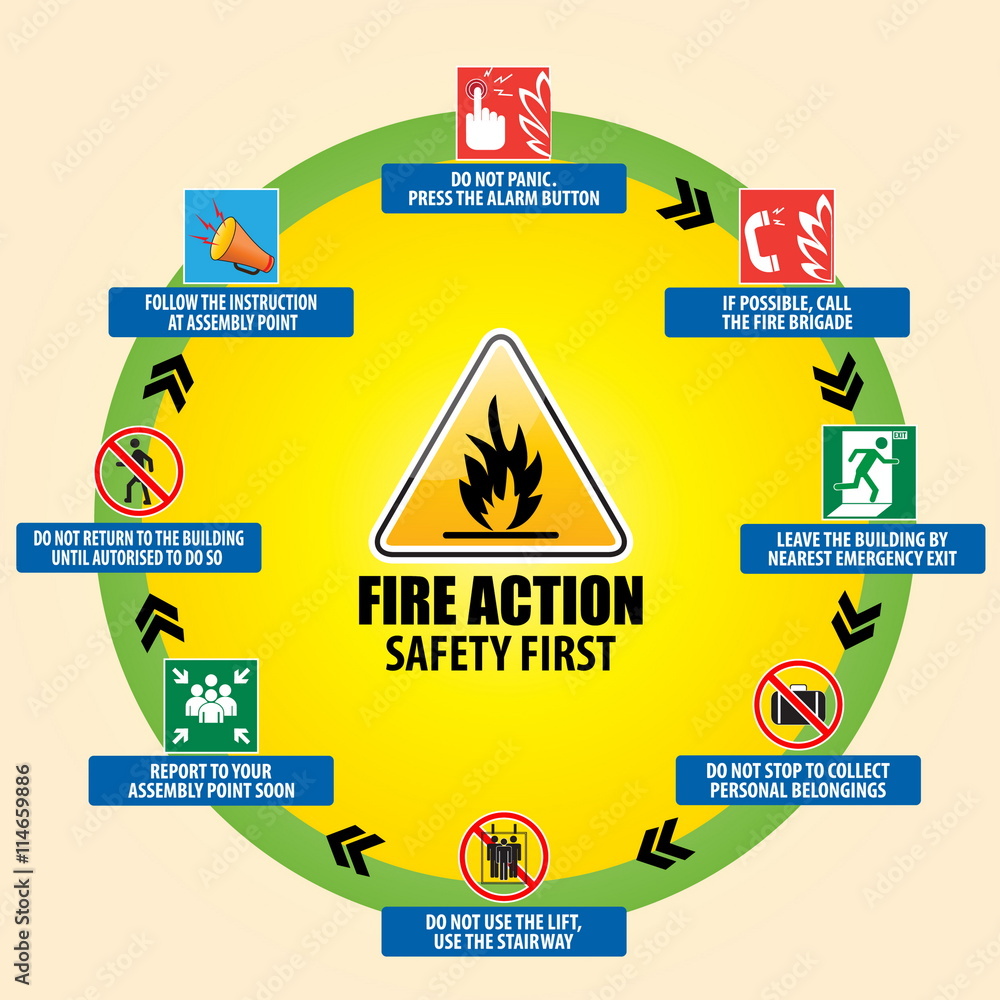 DO NOT PANIC.
PRESS THE ALARM BUTTON
IF POSSIBLE, CALL
THE FIRE BRIGADE
EXIT
LEAVE THE BUILDING BY
NEAREST EMERGENCY EXIT
DO NOT STOP TO COLLECT
PERSONAL BELONGINGS
DO NOT USE THE LIFT,
USE THE STAIRWAY
REPORT TO YOUR
ASSEMBLY POINT SOON
DO NOT RETURN TO THE BUILDING
UNTIL AUTORISED TO DO SO
FOLLOW THE INSTRUCTION
AT ASSEMBLY POINT
FIRE ACTION
SAFETY FIRST
Adobe Stock | #114659886
Adobe Stock